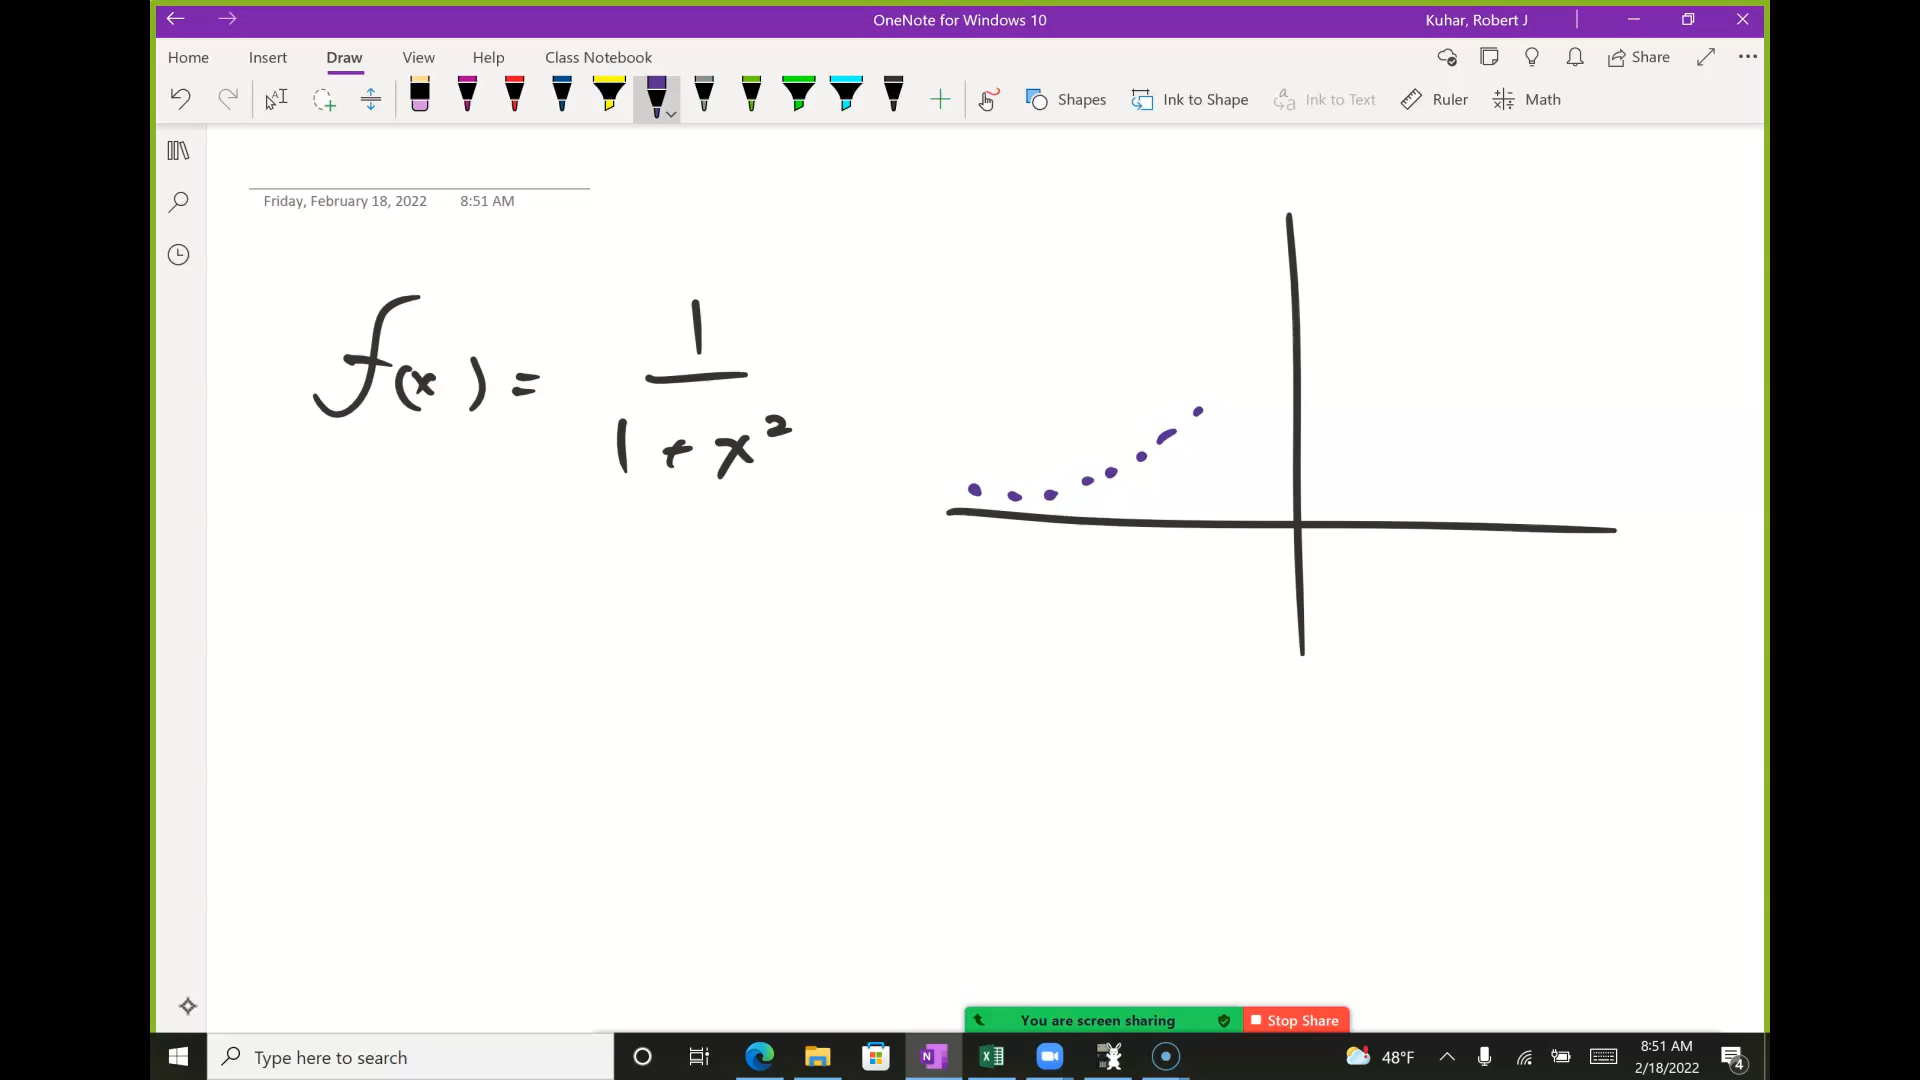 OneNote for Windows 10
Kuhar, Robert J
Home Insert Draw View Help Class Notebook
Share
Shapes Ink to Shape Ink to Text Ruler Math
Friday, February 18, 2022 8:51 AM
f(x) = 1
1 + x²
You are screen sharing Stop Share
Type here to search
48°F
8:51 AM
2/18/2022
4